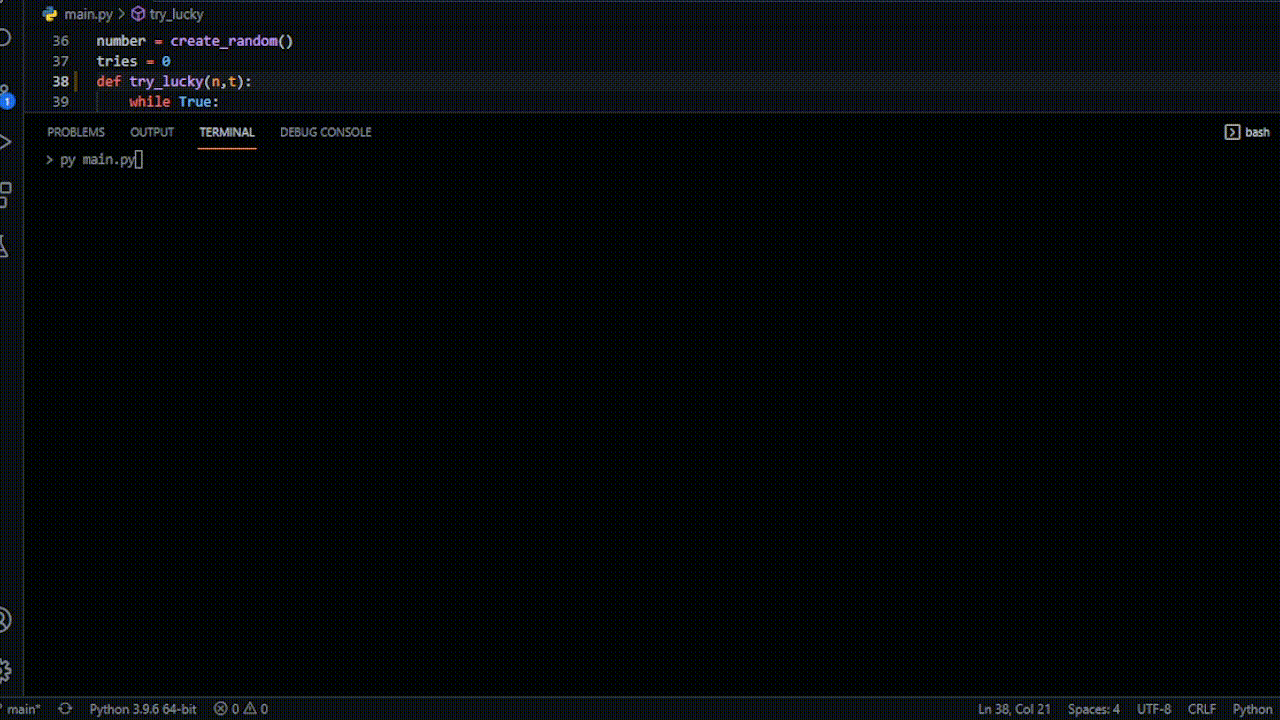 main.py > try_lucky
36 number = create_random()
37 tries = 0
38 def try_lucky(n,t):
39 while True:
1
PROBLEMS OUTPUT TERMINAL DEBUG CONSOLE bash
> py main.py
main* Python 3.9.6 64-bit 0 0 Ln 38, Col 21 Spaces: 4 UTF-8 CRLF Python